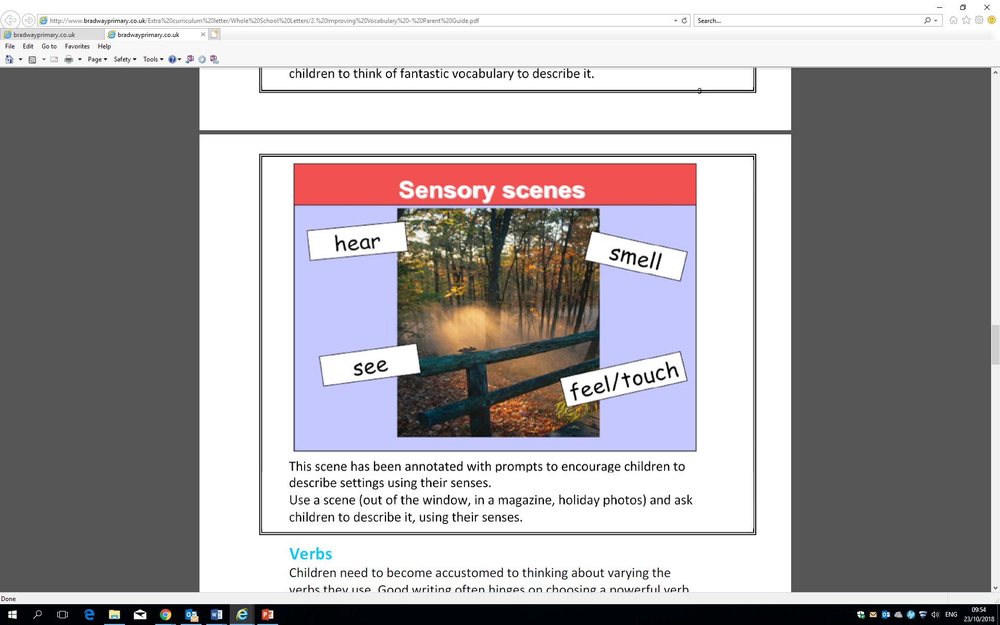 http://www.bradwayprimary.co.uk/Extra%20curriculum%20letter/Whole%20School%20Letters/2.%20Improving%20Vocabulary%20-%20Parent%20Guide.pdf
Search...
bradwayprimary.co.uk
bradwayprimary.co.uk
File Edit Go to Favorites Help
Page Safety Tools
children to think of fantastic vocabulary to describe it.
3
Sensory scenes
hear
smell
see
feel/touch
This scene has been annotated with prompts to encourage children to
describe settings using their senses.
Use a scene (out of the window, in a magazine, holiday photos) and ask
children to describe it, using their senses.
Verbs
Children need to become accustomed to thinking about varying the
verbs they use. Good writing often hinges on choosing a powerful verb
Done
ENG
09:54
23/10/2018